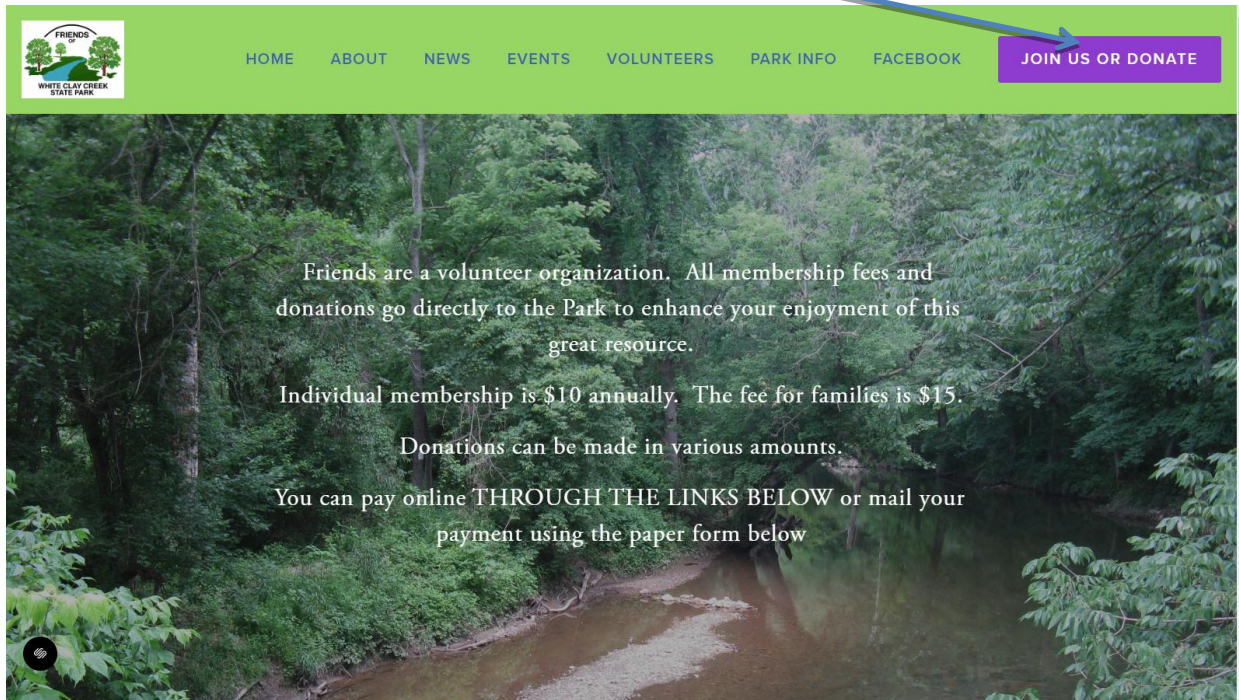 FRIENDS
OF
WHITE CLAY CREEK
STATE PARK
HOME ABOUT NEWS EVENTS VOLUNTEERS PARK INFO FACEBOOK JOIN US OR DONATE
Friends are a volunteer organization.  All membership fees and
donations go directly to the Park to enhance your enjoyment of this
great resource.
Individual membership is $10 annually.  The fee for families is $15.
Donations can be made in various amounts.
You can pay online THROUGH THE LINKS BELOW or mail your
payment using the paper form below